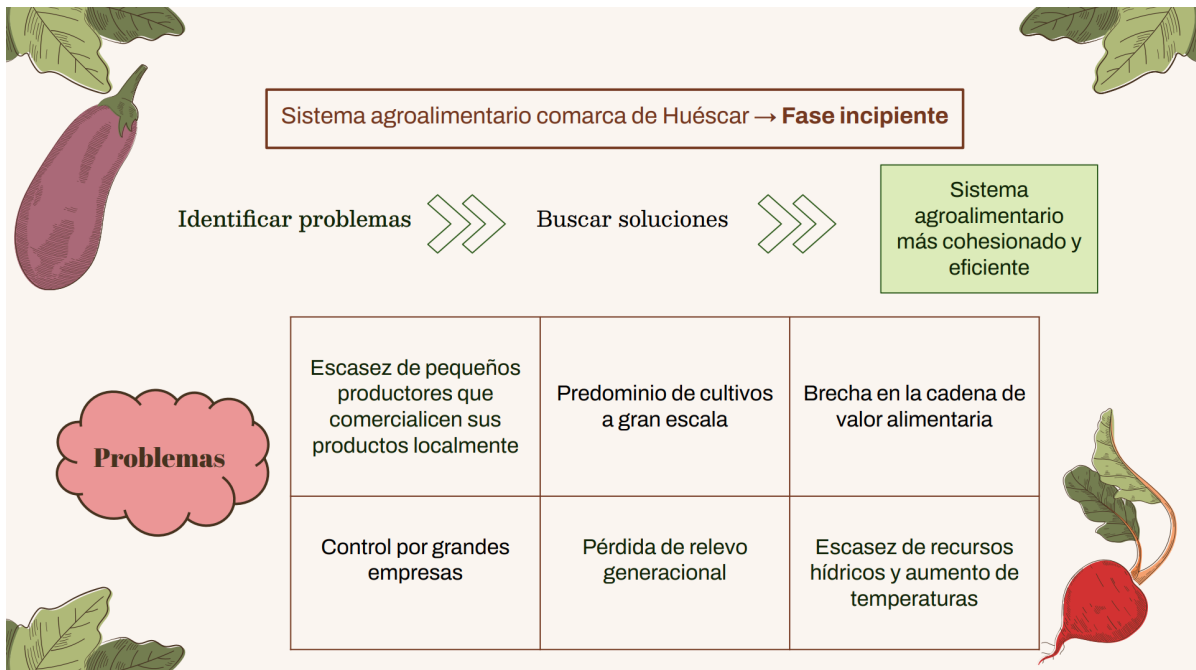 Sistema agroalimentario comarca de Huéscar → Fase incipiente
Identificar problemas
Buscar soluciones
Sistema
agroalimentario
más cohesionado y
eficiente
Problemas
Escasez de pequeños
productores que
comercialicen sus
productos localmente
Predominio de cultivos
a gran escala
Brecha en la cadena de
valor alimentaria
Control por grandes
empresas
Pérdida de relevo
generacional
Escasez de recursos
hídricos y aumento de
temperaturas